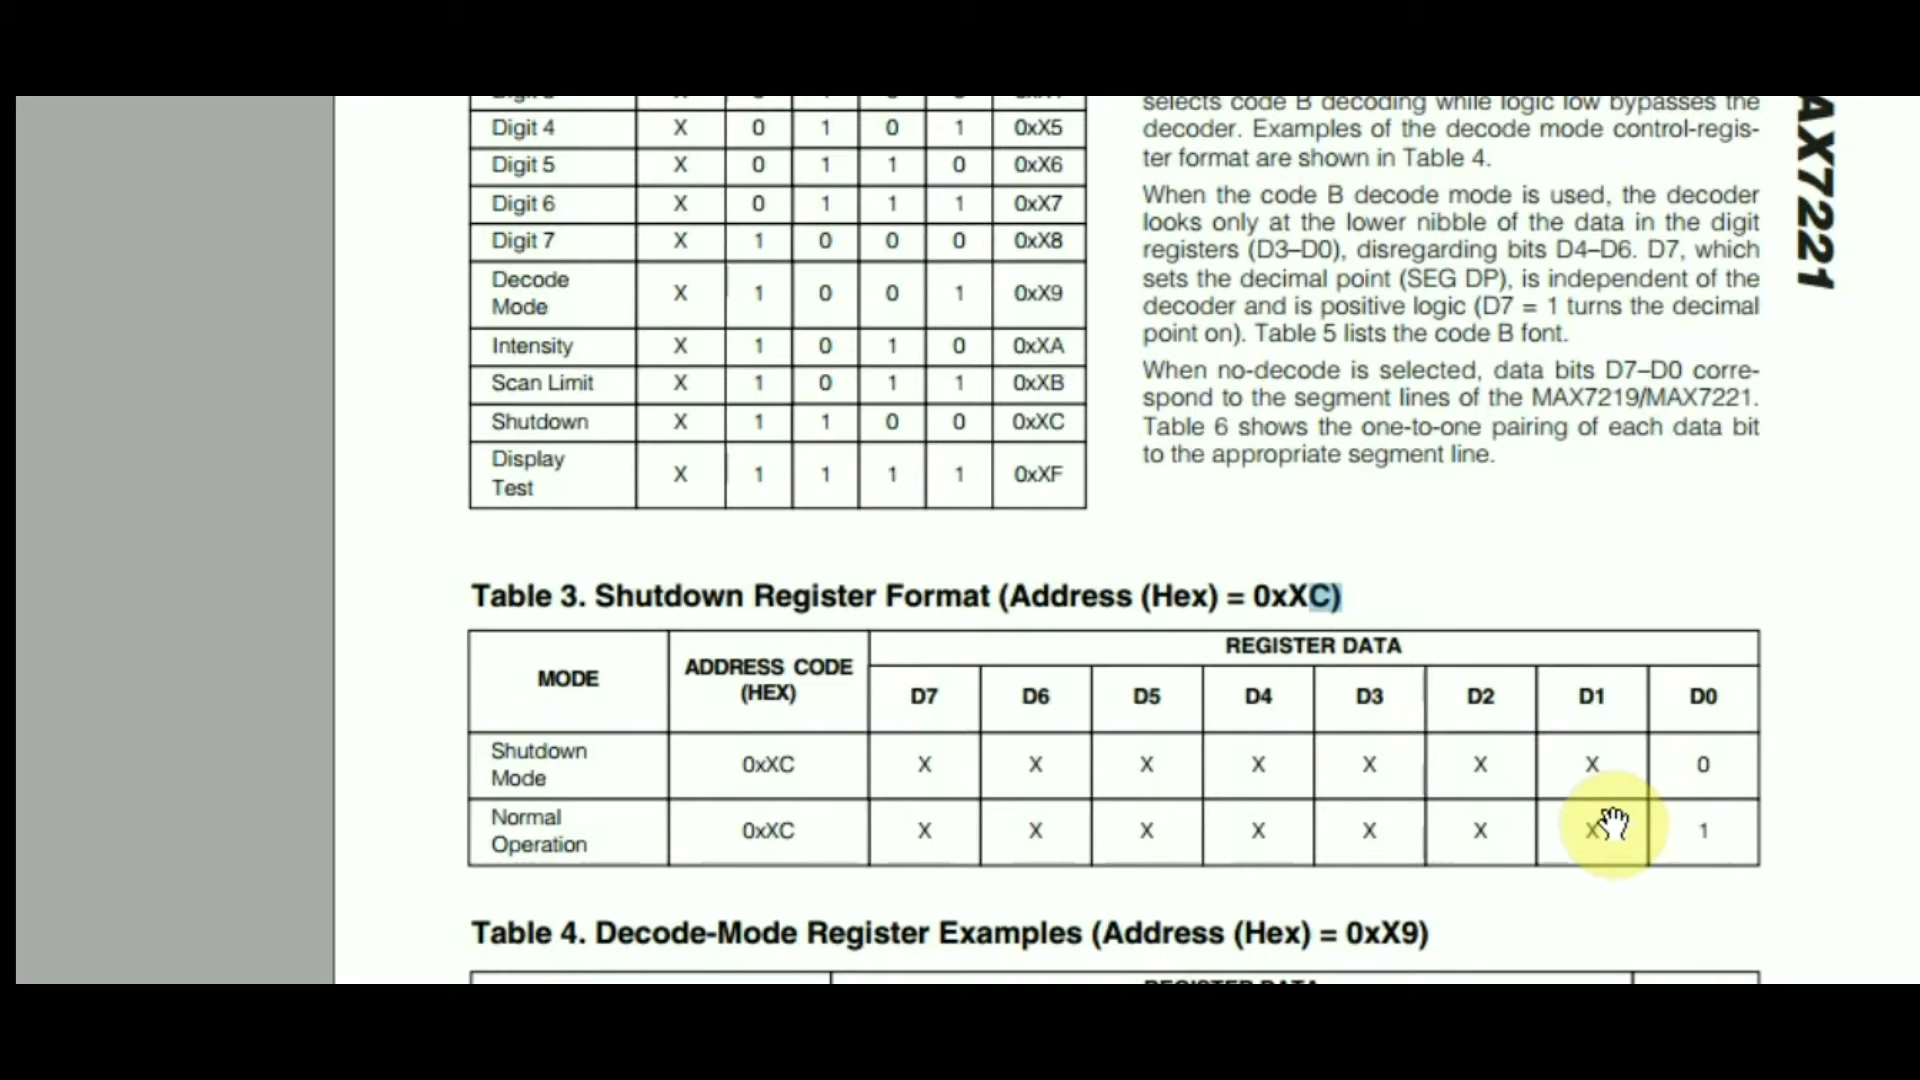 Digit 4 X 0 1 0 1 0xX5
Digit 5 X 0 1 1 0 0xX6
Digit 6 X 0 1 1 1 0xX7
Digit 7 X 1 0 0 0 0xX8
Decode
Mode X 1 0 0 1 0xX9
Intensity X 1 0 1 0 0xXA
Scan Limit X 1 0 1 1 0xXB
Shutdown X 1 1 0 0 0xXC
Display
Test X 1 1 1 1 0xXF
selects code B decoding while logic low bypasses the
decoder. Examples of the decode mode control-regis-
ter format are shown in Table 4.
When the code B decode mode is used, the decoder
looks only at the lower nibble of the data in the digit
registers (D3–D0), disregarding bits D4–D6. D7, which
sets the decimal point (SEG DP), is independent of the
decoder and is positive logic (D7 = 1 turns the decimal
point on). Table 5 lists the code B font.
When no-decode is selected, data bits D7–D0 corre-
spond to the segment lines of the MAX7219/MAX7221.
Table 6 shows the one-to-one pairing of each data bit
to the appropriate segment line.
AX7221
Table 3. Shutdown Register Format (Address (Hex) = 0xXC)
MODE
ADDRESS CODE
(HEX)
REGISTER DATA
D7 D6 D5 D4 D3 D2 D1 D0
Shutdown
Mode 0xXC X X X X X X X 0
Normal
Operation 0xXC X X X X X X X 1
Table 4. Decode-Mode Register Examples (Address (Hex) = 0xX9)
REGISTER DATA